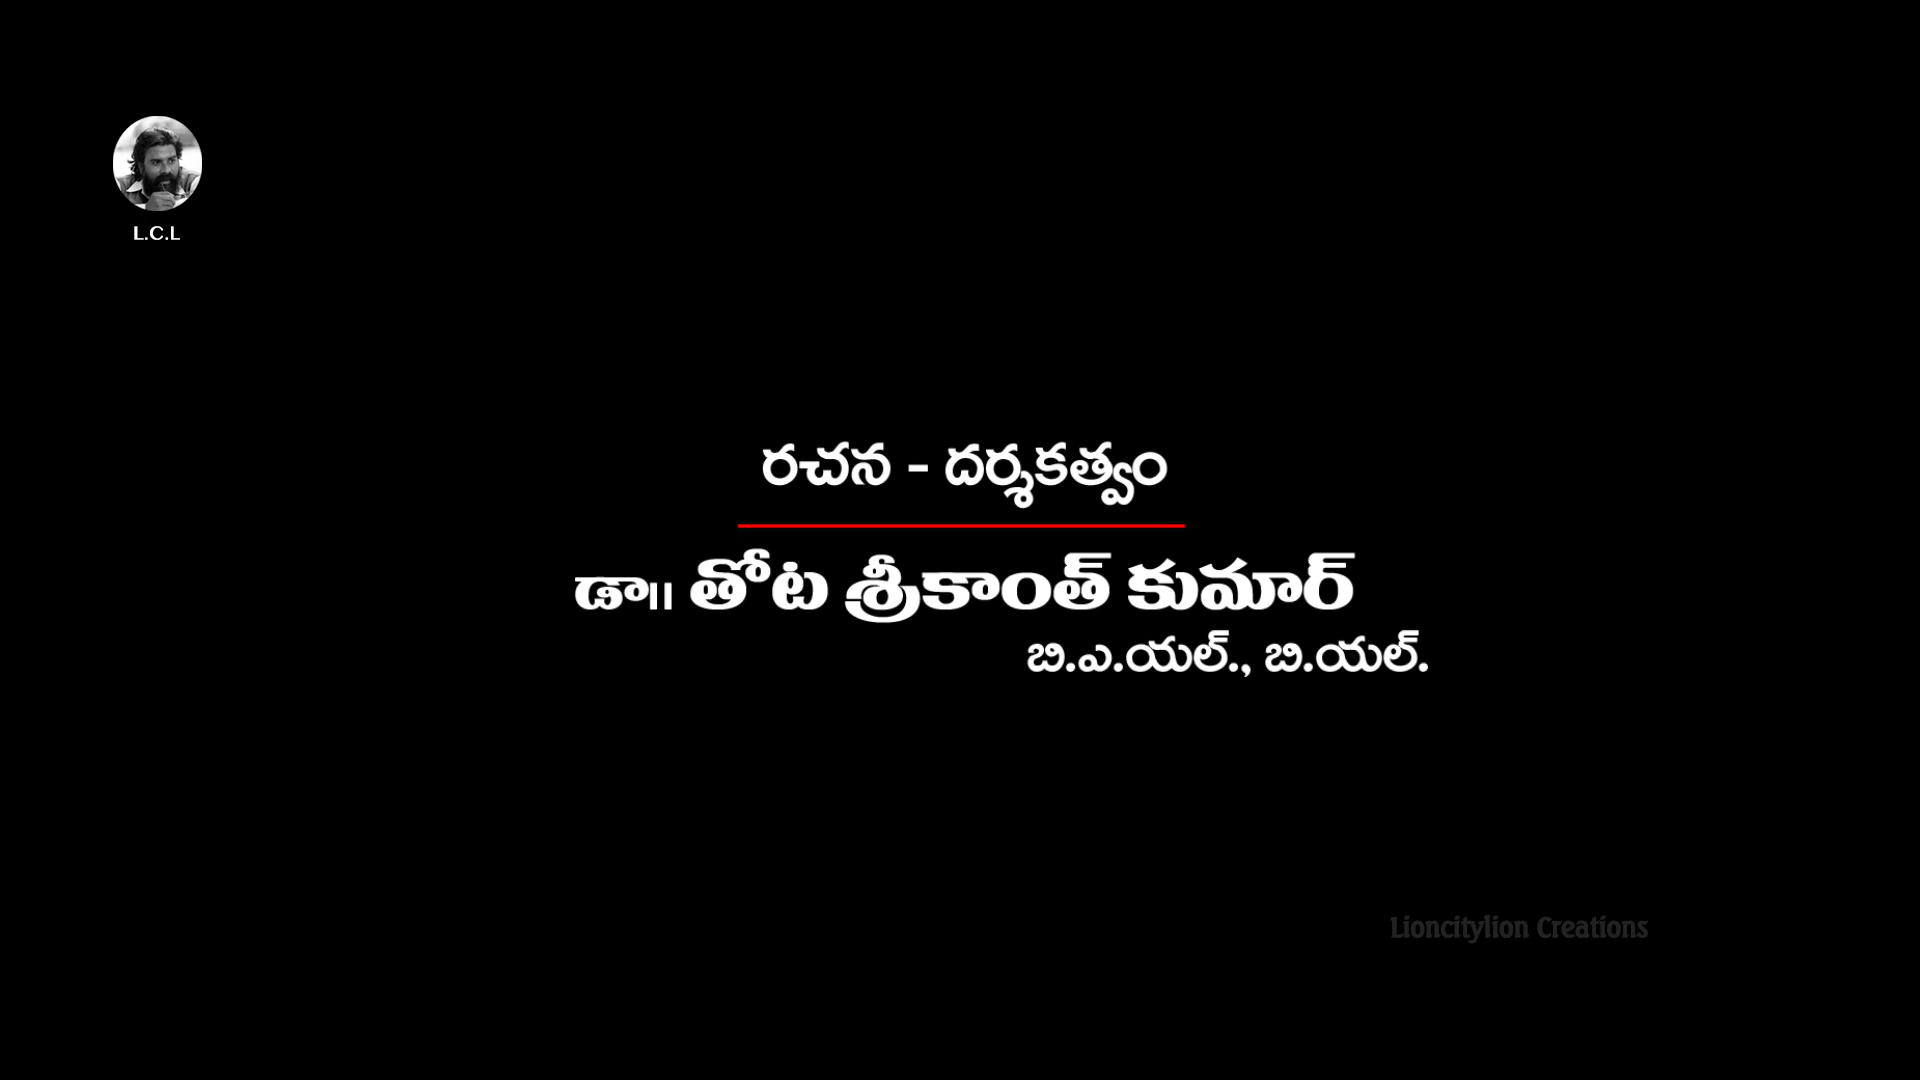 L.C.L
రచన - దర్శకత్వం
డా|| తోట శ్రీకాంత్ కుమార్
బి.ఎ.యల్., బి.యల్.
Lioncitylion Creations